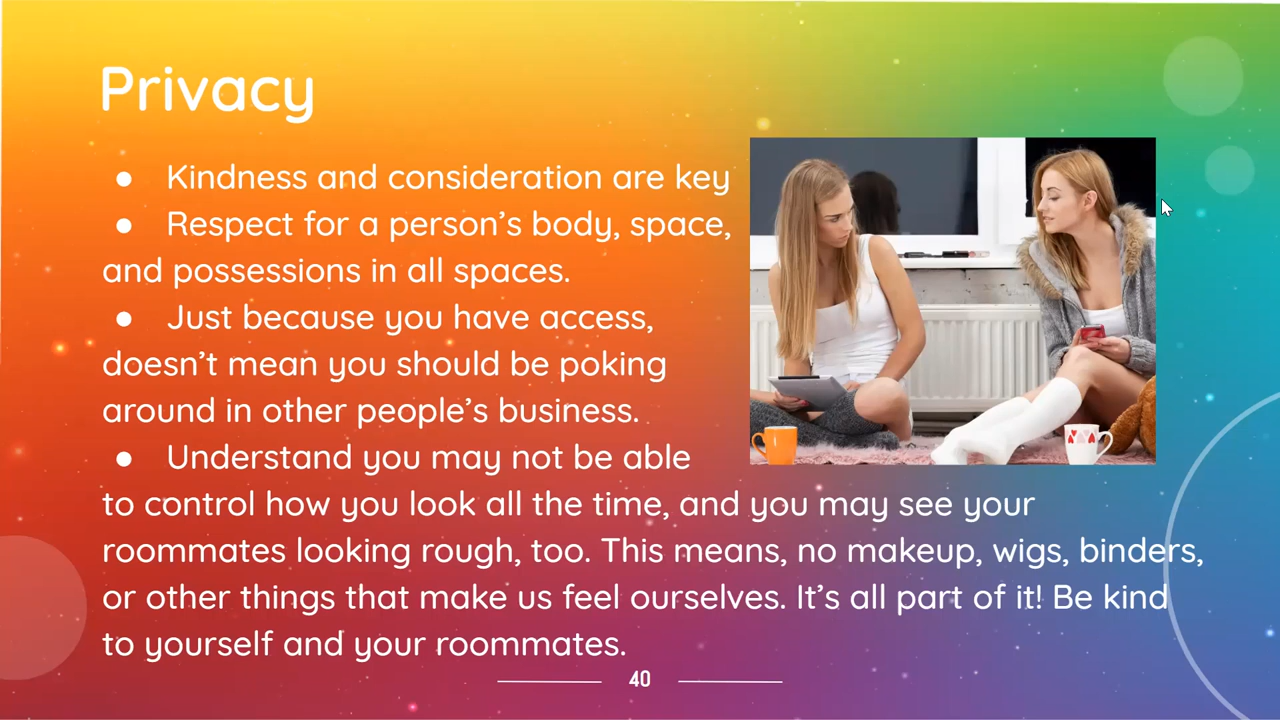 Privacy
● Kindness and consideration are key
● Respect for a person’s body, space,
and possessions in all spaces.
● Just because you have access,
doesn’t mean you should be poking
around in other people’s business.
● Understand you may not be able
to control how you look all the time, and you may see your
roommates looking rough, too. This means, no makeup, wigs, binders,
or other things that make us feel ourselves. It’s all part of it! Be kind
to yourself and your roommates.
40